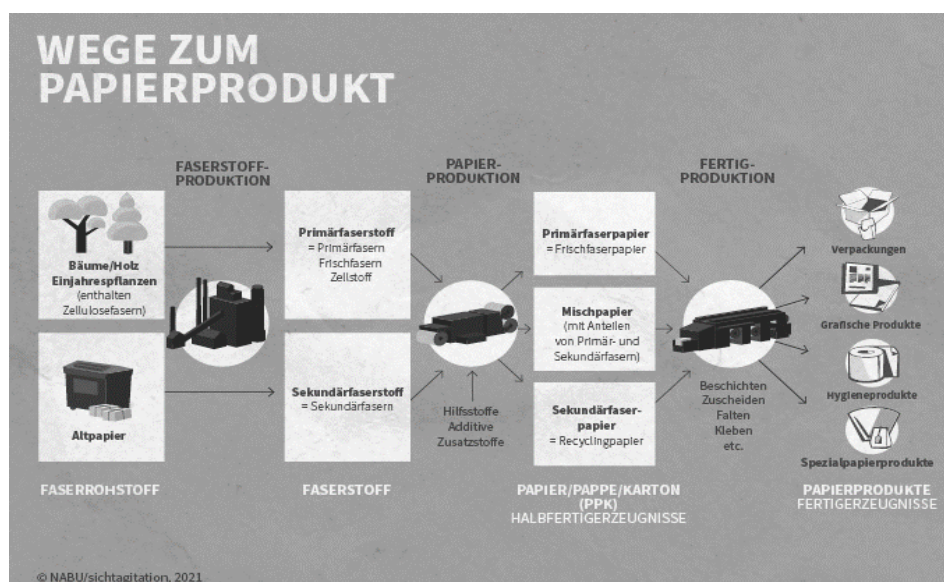 WEGE ZUM
PAPIERPRODUKT
FASERSTOFF-
PRODUKTION
PAPIER-
PRODUKTION
FERTIG-
PRODUKTION
Bäume/Holz
Einjahrespflanzen
(enthalten
Zellulosefasern)
Altpapier
FASERROHSTOFF
Primärfaserstoff
= Primärfasern
Frischfasern
Zellstoff
Sekundärfaserstoff
= Sekundärfasern
FASERSTOFF
Hilfsstoffe
Additive
Zusatzstoffe
Primärfaserpapier
= Frischfaserpapier
Mischpapier
(mit Anteilen
von Primär- und
Sekundärfasern)
Sekundärfaser-
papier
= Recyclingpapier
PAPIER/PAPPE/KARTON
(PPK)
HALBFERTIGERZEUGNISSE
Beschichten
Zuscheiden
Falten
Kleben
etc.
Verpackungen
Grafische Produkte
Hygieneprodukte
Spezialpapierprodukte
PAPIERPRODUKTE
FERTIGERZEUGNISSE
© NABU/sichtagitation, 2021